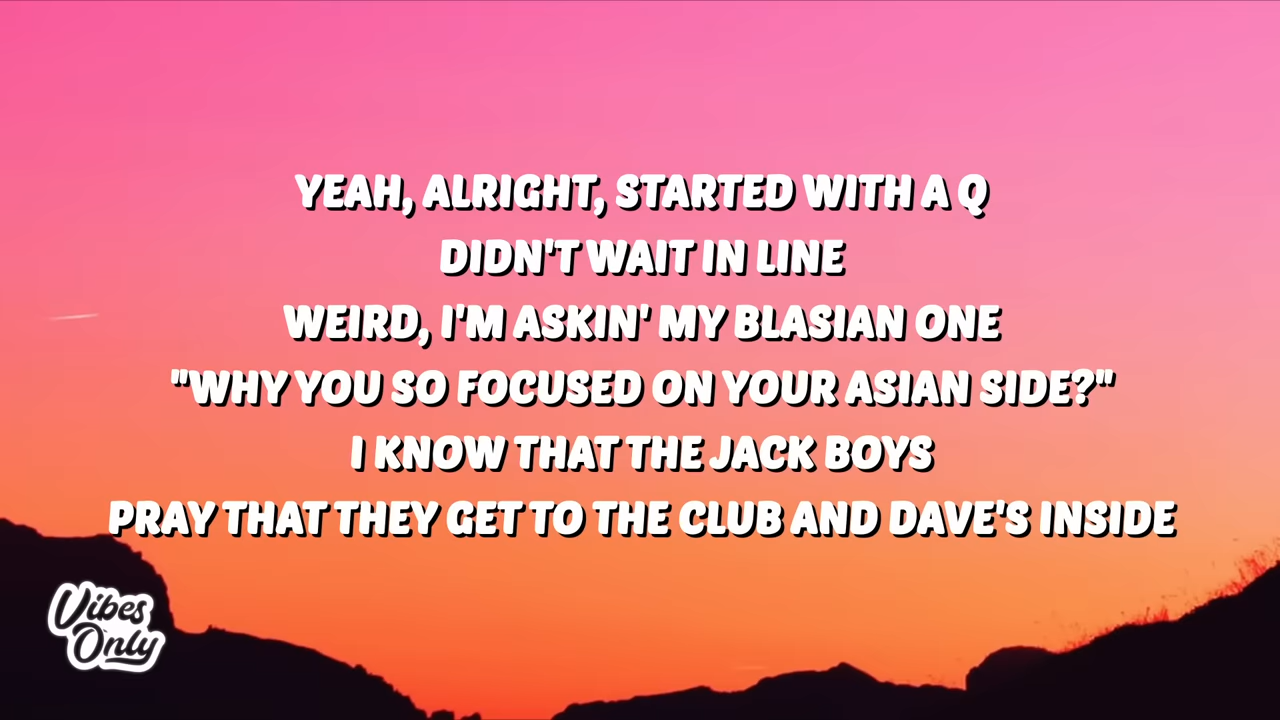 YEAH, ALRIGHT, STARTED WITH A Q
DIDN'T WAIT IN LINE
WEIRD, I'M ASKIN' MY BLASIAN ONE
"WHY YOU SO FOCUSED ON YOUR ASIAN SIDE?"
I KNOW THAT THE JACK BOYS
PRAY THAT THEY GET TO THE CLUB AND DAVE'S INSIDE
Vibes
Only